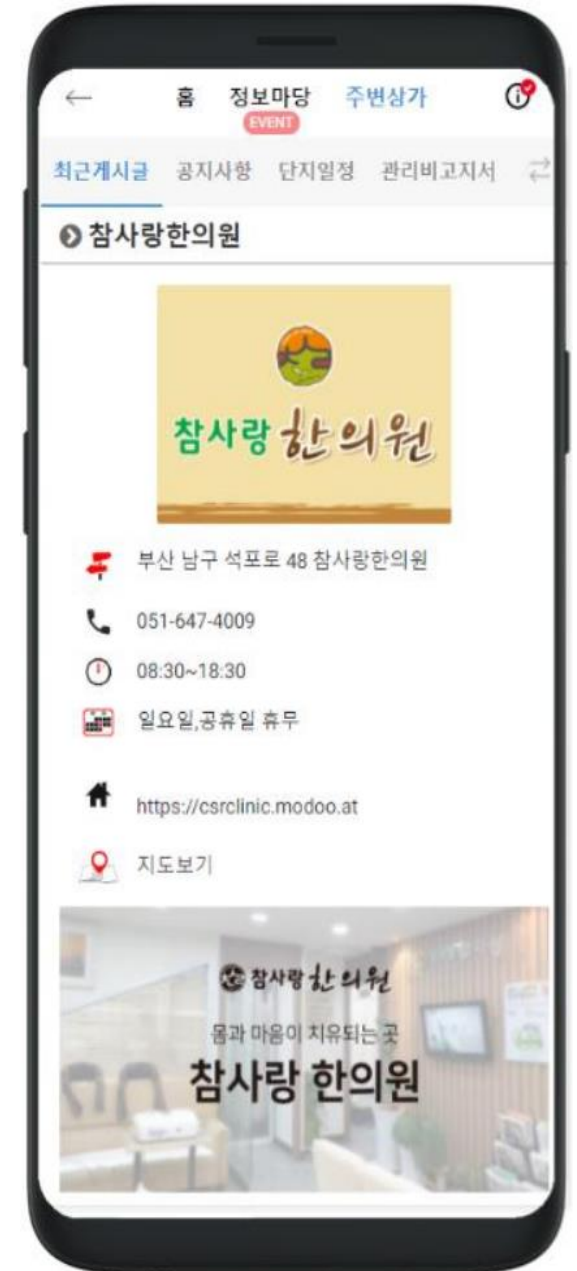 홈 정보마당 주변상가
EVENT
최근게시글 공지사항 단지일정 관리비고지서
참사랑한의원
참사랑 한의원
부산 남구 석포로 48 참사랑한의원
051-647-4009
08:30~18:30
일요일,공휴일 휴무
https://csrclinic.modoo.at
지도보기
참사랑 한의원
몸과 마음이 치유되는 곳
참사랑 한의원